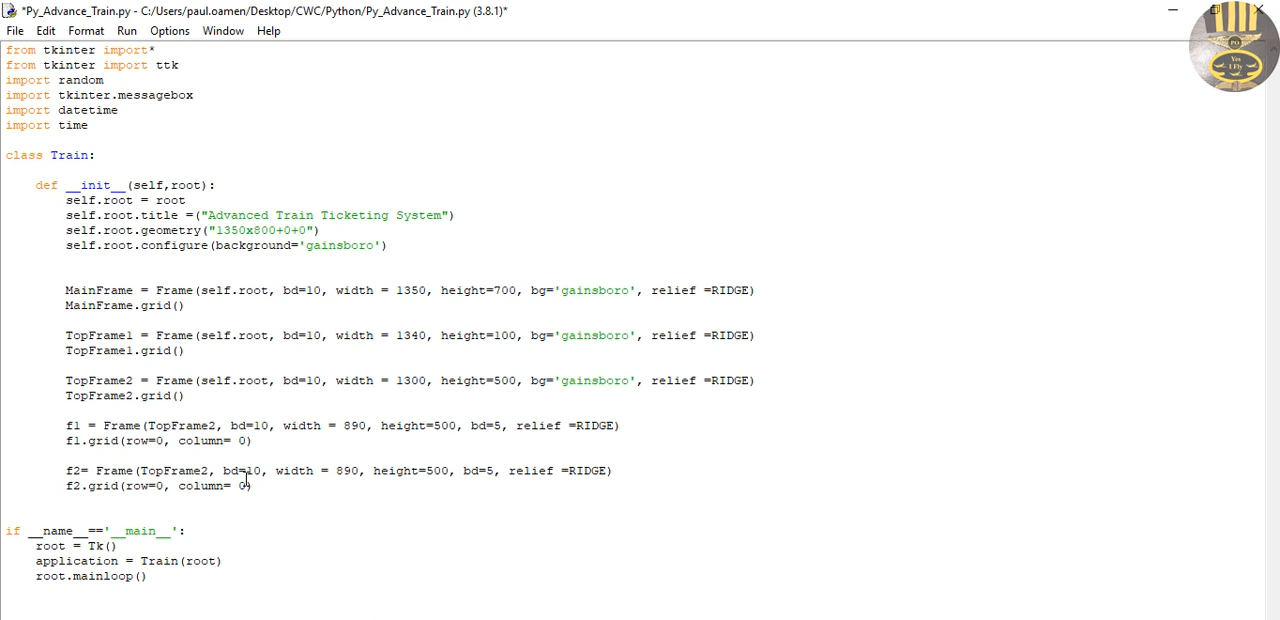 *Py_Advance_Train.py - C:/Users/paul.oamen/Desktop/CWC/Python/Py_Advance_Train.py (3.8.1)*
File Edit Format Run Options Window Help
from tkinter import*
from tkinter import ttk
import random
import tkinter.messagebox
import datetime
import time
class Train:
def __init__(self,root):
self.root = root
self.root.title =("Advanced Train Ticketing System")
self.root.geometry("1350x800+0+0")
self.root.configure(background='gainsboro')
MainFrame = Frame(self.root, bd=10, width = 1350, height=700, bg='gainsboro', relief =RIDGE)
MainFrame.grid()
TopFrame1 = Frame(self.root, bd=10, width = 1340, height=100, bg='gainsboro', relief =RIDGE)
TopFrame1.grid()
TopFrame2 = Frame(self.root, bd=10, width = 1300, height=500, bg='gainsboro', relief =RIDGE)
TopFrame2.grid()
f1 = Frame(TopFrame2, bd=10, width = 890, height=500, bd=5, relief =RIDGE)
f1.grid(row=0, column= 0)
f2= Frame(TopFrame2, bd=10, width = 890, height=500, bd=5, relief =RIDGE)
f2.grid(row=0, column= 0)
if __name__=='__main__':
root = Tk()
application = Train(root)
root.mainloop()
PO
Yes
I Fly